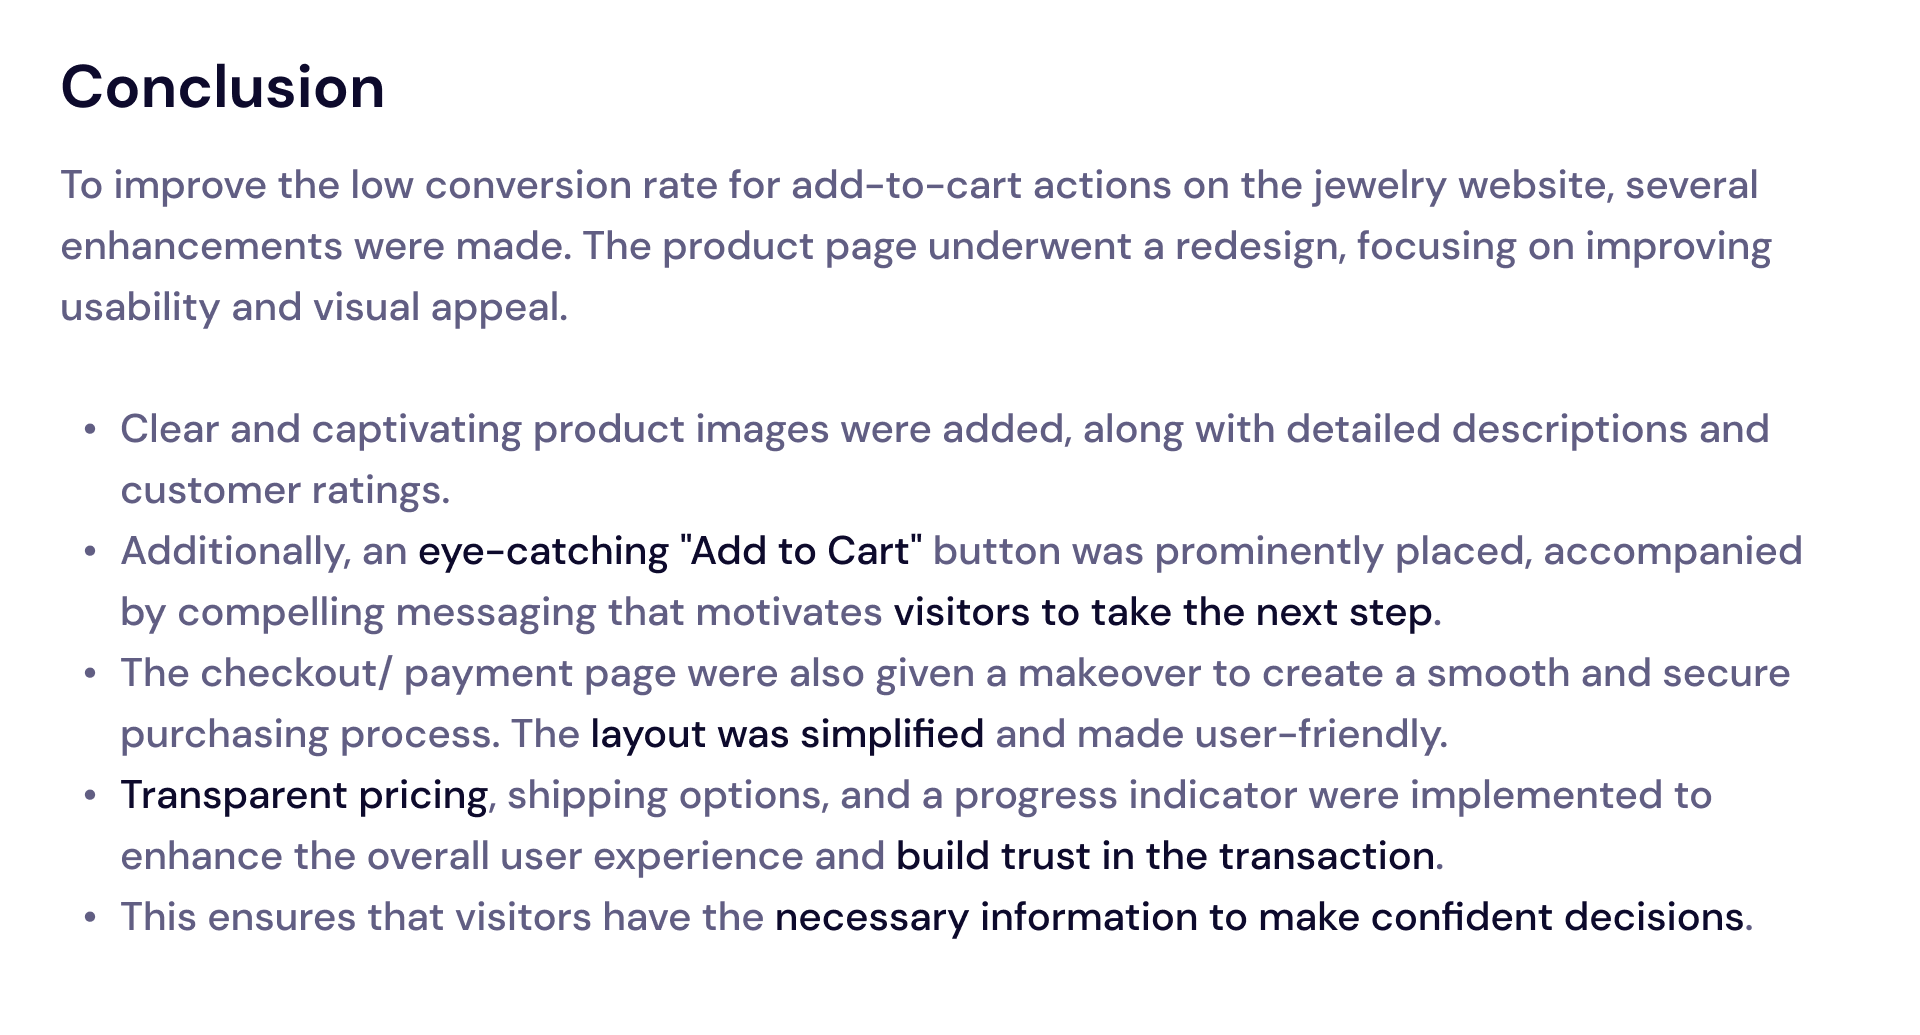 Conclusion
To improve the low conversion rate for add-to-cart actions on the jewelry website, several
enhancements were made. The product page underwent a redesign, focusing on improving
usability and visual appeal.
• Clear and captivating product images were added, along with detailed descriptions and
customer ratings.
• Additionally, an eye-catching "Add to Cart" button was prominently placed, accompanied
by compelling messaging that motivates visitors to take the next step.
• The checkout/ payment page were also given a makeover to create a smooth and secure
purchasing process. The layout was simplified and made user-friendly.
• Transparent pricing, shipping options, and a progress indicator were implemented to
enhance the overall user experience and build trust in the transaction.
• This ensures that visitors have the necessary information to make confident decisions.